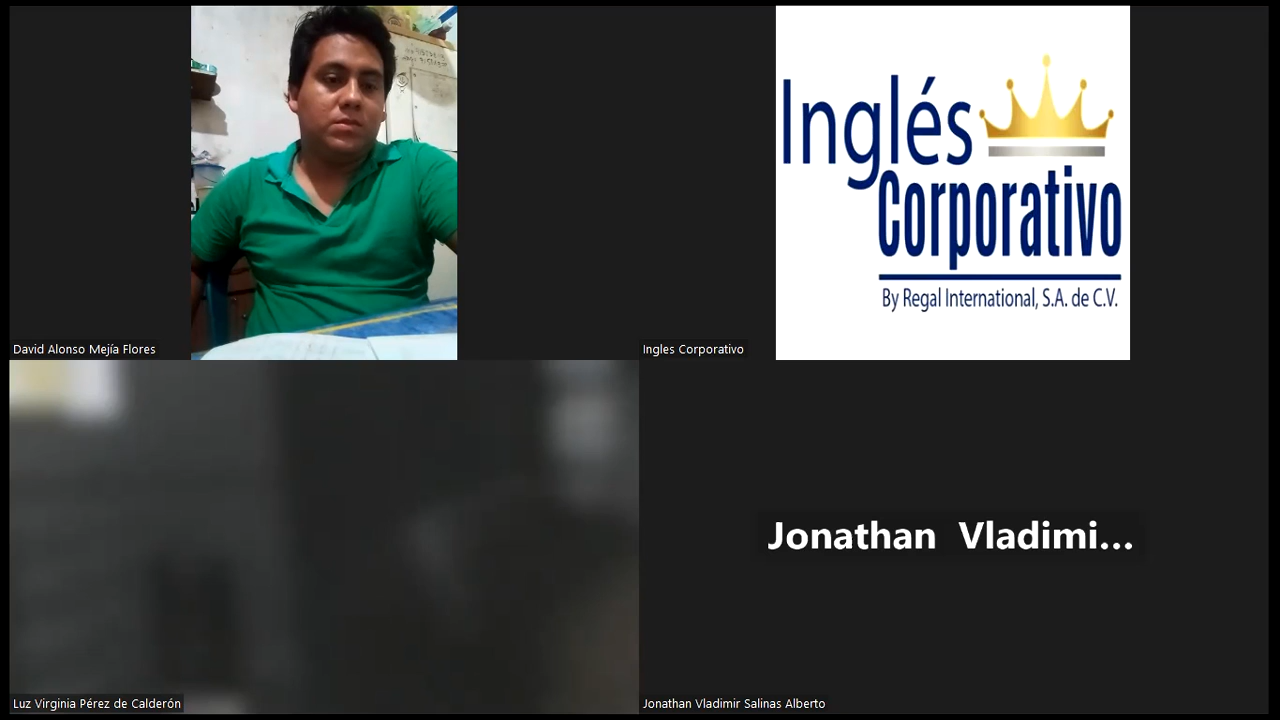 David Alonso Mejía Flores
Inglés
Corporativo
By Regal International, S.A. de C.V.
Ingles Corporativo
Luz Virginia Pérez de Calderón
Jonathan Vladimi...
Jonathan Vladimir Salinas Alberto